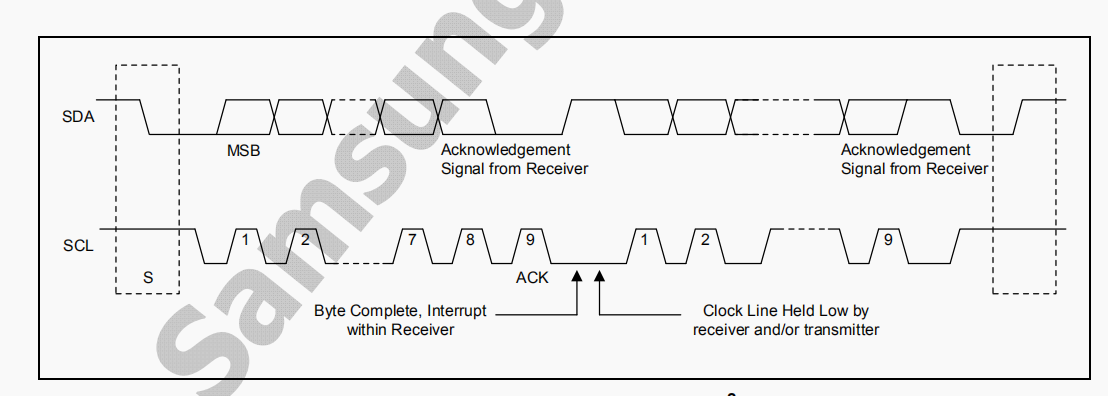 SDA
MSB
Acknowledgement
Signal from Receiver
Acknowledgement
Signal from Receiver
SCL
1
2
7
8
9
1
2
9
S
ACK
Byte Complete, Interrupt
within Receiver
Clock Line Held Low by
receiver and/or transmitter
Samsung